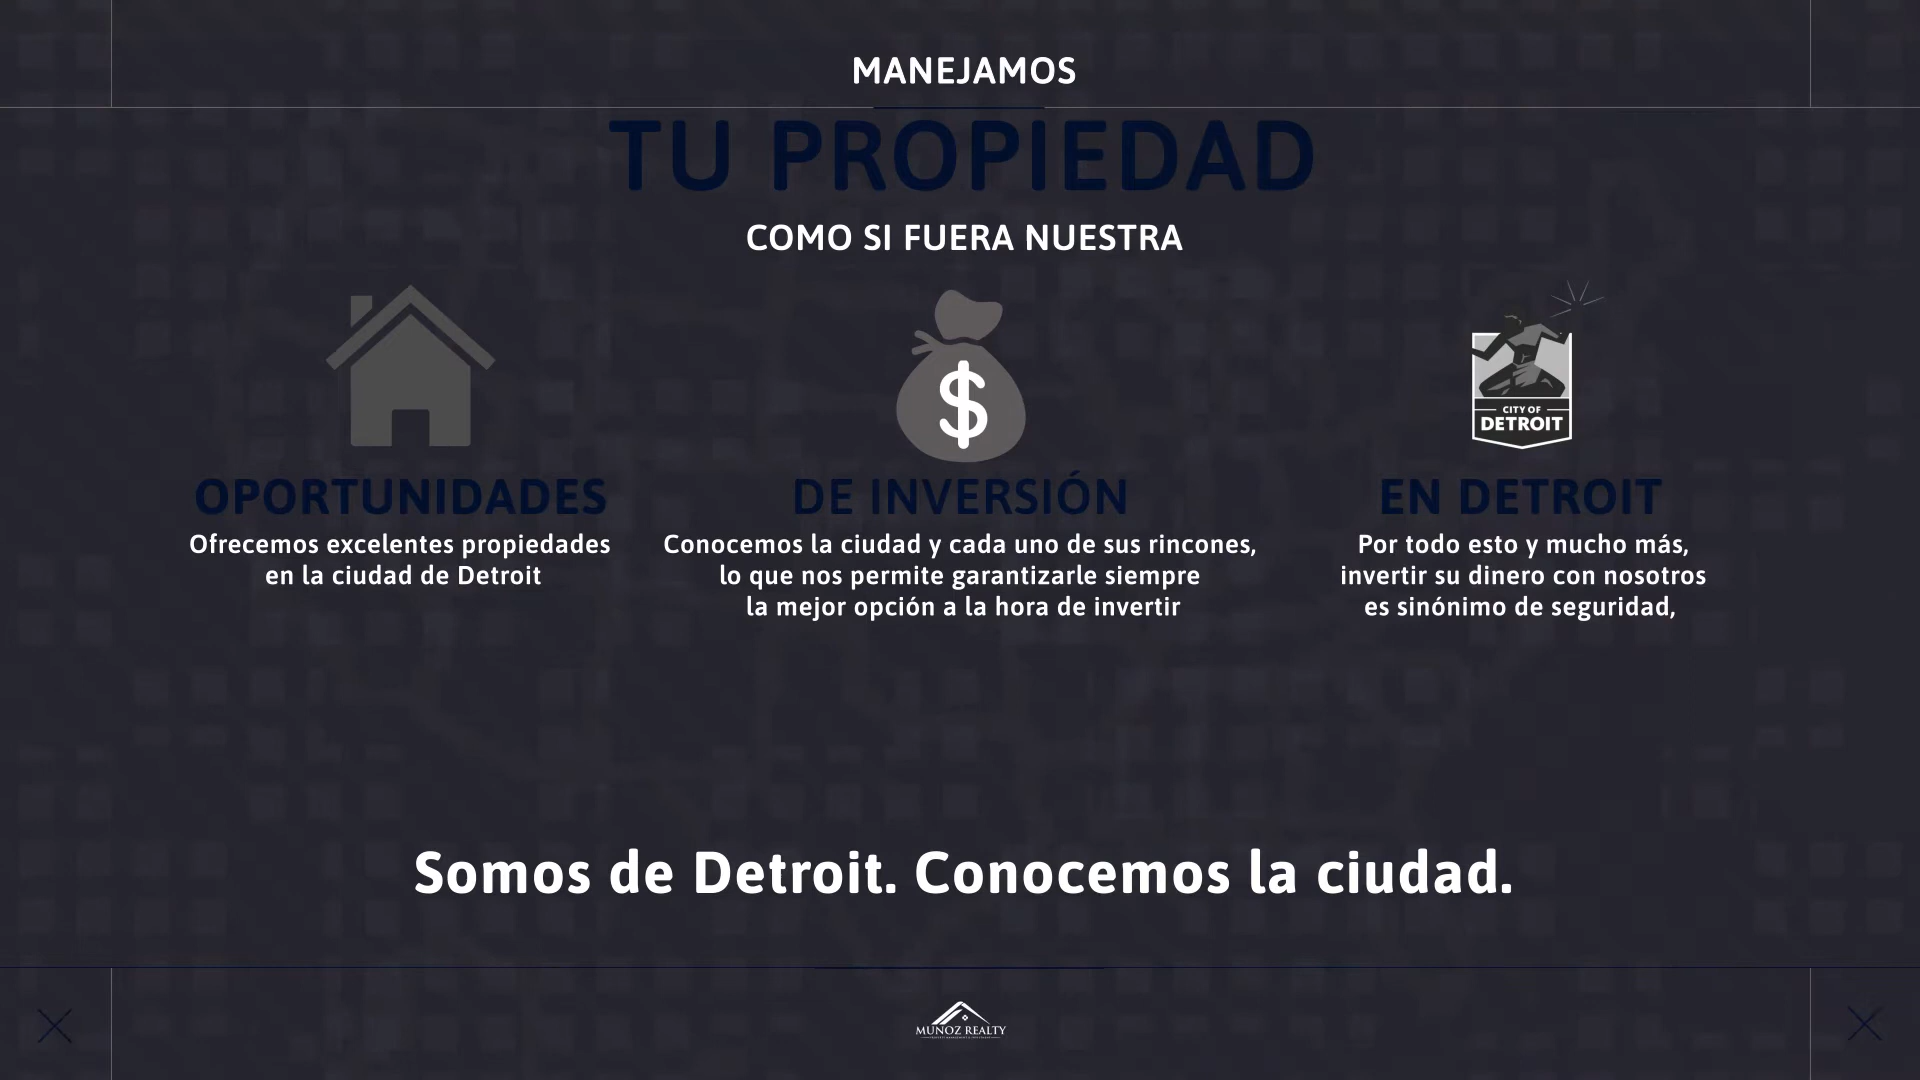 MANEJAMOS
TU PROPIEDAD
COMO SI FUERA NUESTRA
CITY OF
DETROIT
OPORTUNIDADES
Ofrecemos excelentes propiedades
en la ciudad de Detroit
DE INVERSIÓN
$
Conocemos la ciudad y cada uno de sus rincones,
lo que nos permite garantizarle siempre
la mejor opción a la hora de invertir
EN DETROIT
Por todo esto y mucho más,
invertir su dinero con nosotros
es sinónimo de seguridad,
Somos de Detroit. Conocemos la ciudad.
MUNOZ REALTY